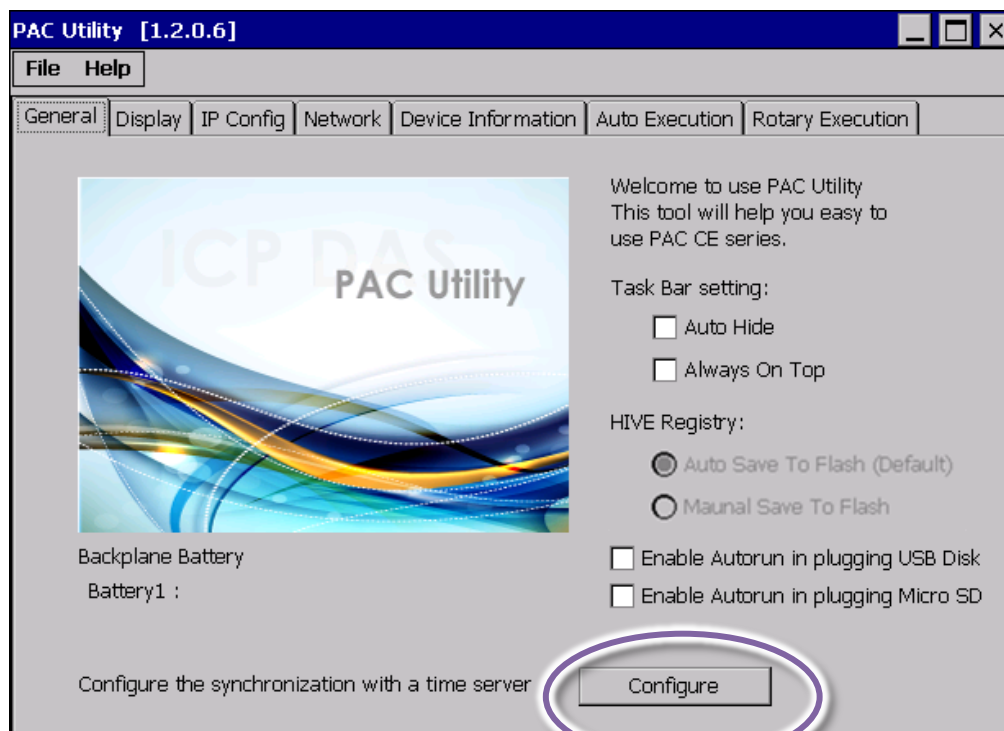 PAC Utility [1.2.0.6]
File Help
General Display IP Config Network Device Information Auto Execution Rotary Execution
ICP DAS
PAC Utility
Welcome to use PAC Utility
This tool will help you easy to
use PAC CE series.
Task Bar setting:
Auto Hide
Always On Top
HIVE Registry:
Auto Save To Flash (Default)
Maunal Save To Flash
Backplane Battery
Battery1 :
Enable Autorun in plugging USB Disk
Enable Autorun in plugging Micro SD
Configure the synchronization with a time server
Configure